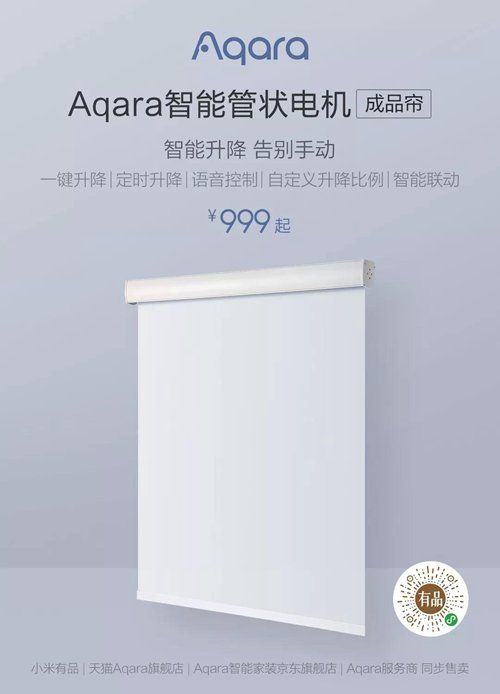 Aqara
Aqara智能管状电机 成品帘
智能升降 告别手动
一键升降|定时升降|语音控制|自定义升降比例|智能联动
¥999起
有品
小米有品|天猫Aqara旗舰店|Aqara智能家装京东旗舰店|Aqara服务商 同步售卖